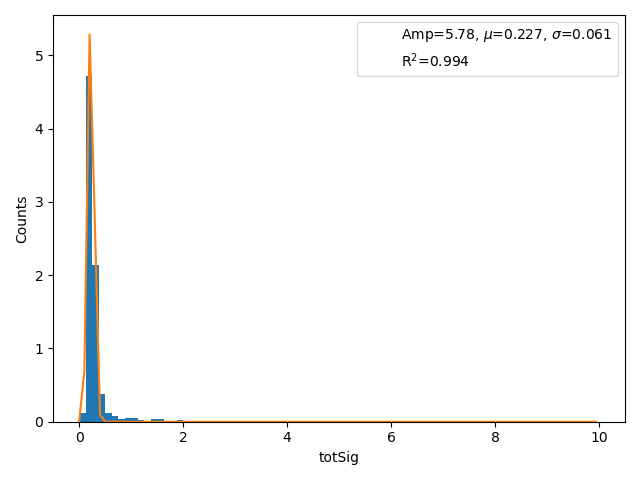 Amp=5.78, μ=0.227, σ=0.061
R²=0.994
5
4
3
2
1
0
Counts
0 2 4 6 8 10
totSig